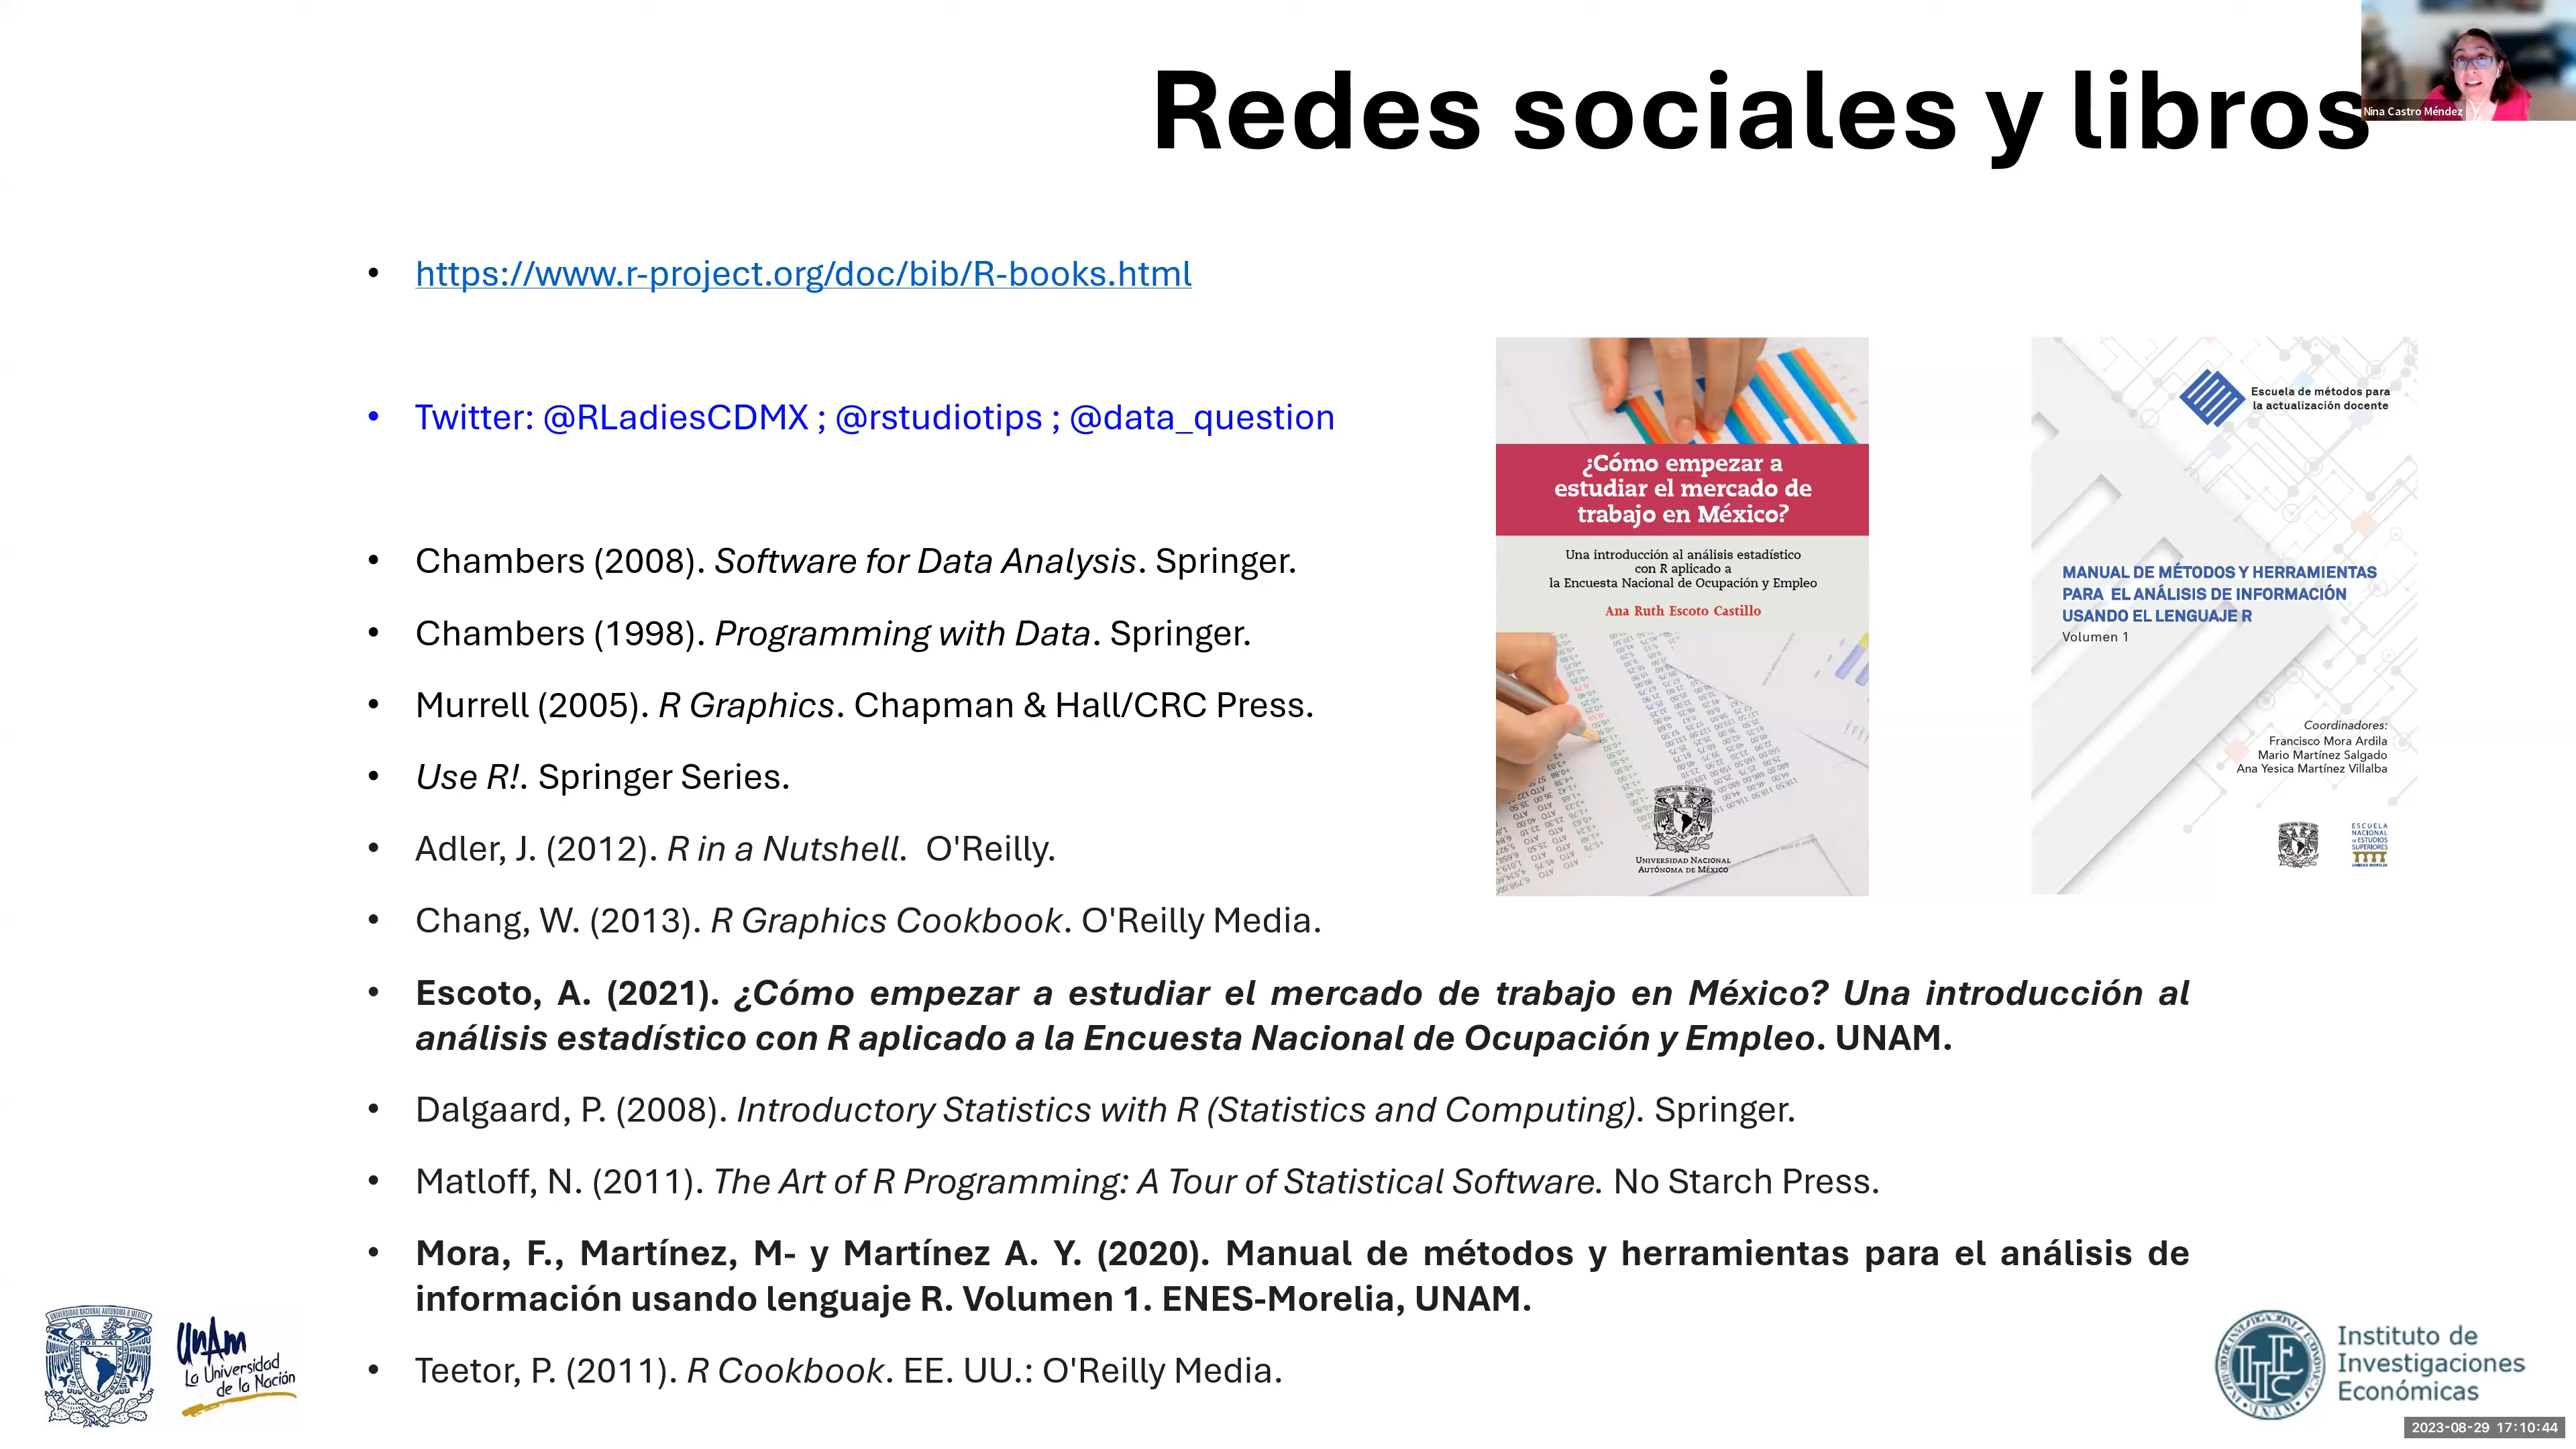 Redes sociales y libros
Nina Castro Méndez
• https://www.r-project.org/doc/bib/R-books.html
• Twitter: @RLadiesCDMX ; @rstudiotips ; @data_question
• Chambers (2008). Software for Data Analysis. Springer.
• Chambers (1998). Programming with Data. Springer.
• Murrell (2005). R Graphics. Chapman & Hall/CRC Press.
• Use R!. Springer Series.
• Adler, J. (2012). R in a Nutshell. O'Reilly.
• Chang, W. (2013). R Graphics Cookbook. O'Reilly Media.
• Escoto, A. (2021). ¿Cómo empezar a estudiar el mercado de trabajo en México? Una introducción al
análisis estadístico con R aplicado a la Encuesta Nacional de Ocupación y Empleo. UNAM.
• Dalgaard, P. (2008). Introductory Statistics with R (Statistics and Computing). Springer.
• Matloff, N. (2011). The Art of R Programming: A Tour of Statistical Software. No Starch Press.
• Mora, F., Martínez, M- y Martínez A. Y. (2020). Manual de métodos y herramientas para el análisis de
información usando lenguaje R. Volumen 1. ENES-Morelia, UNAM.
• Teetor, P. (2011). R Cookbook. EE. UU.: O'Reilly Media.
¿Cómo empezar a
estudiar el mercado de
trabajo en México?
Una introducción al análisis estadístico
con R aplicado a
la Encuesta Nacional de Ocupación y Empleo
Ana Ruth Escoto Castillo
UNIVERSIDAD NACIONAL
AUTÓNOMA DE MÉXICO
Escuela de métodos para
la actualización docente
MANUAL DE MÉTODOS Y HERRAMIENTAS
PARA EL ANÁLISIS DE INFORMACIÓN
USANDO EL LENGUAJE R
Volumen 1
Coordinadores:
Francisco Mora Ardila
Mario Martínez Salgado
Ana Yesica Martínez Villalba
ESCUELA
NACIONAL
DE ESTUDIOS
SUPERIORES
UNIDAD MORELIA
UNAM
La Universidad
de la Nación
Instituto de
Investigaciones
Económicas
2023-08-29 17:10:44